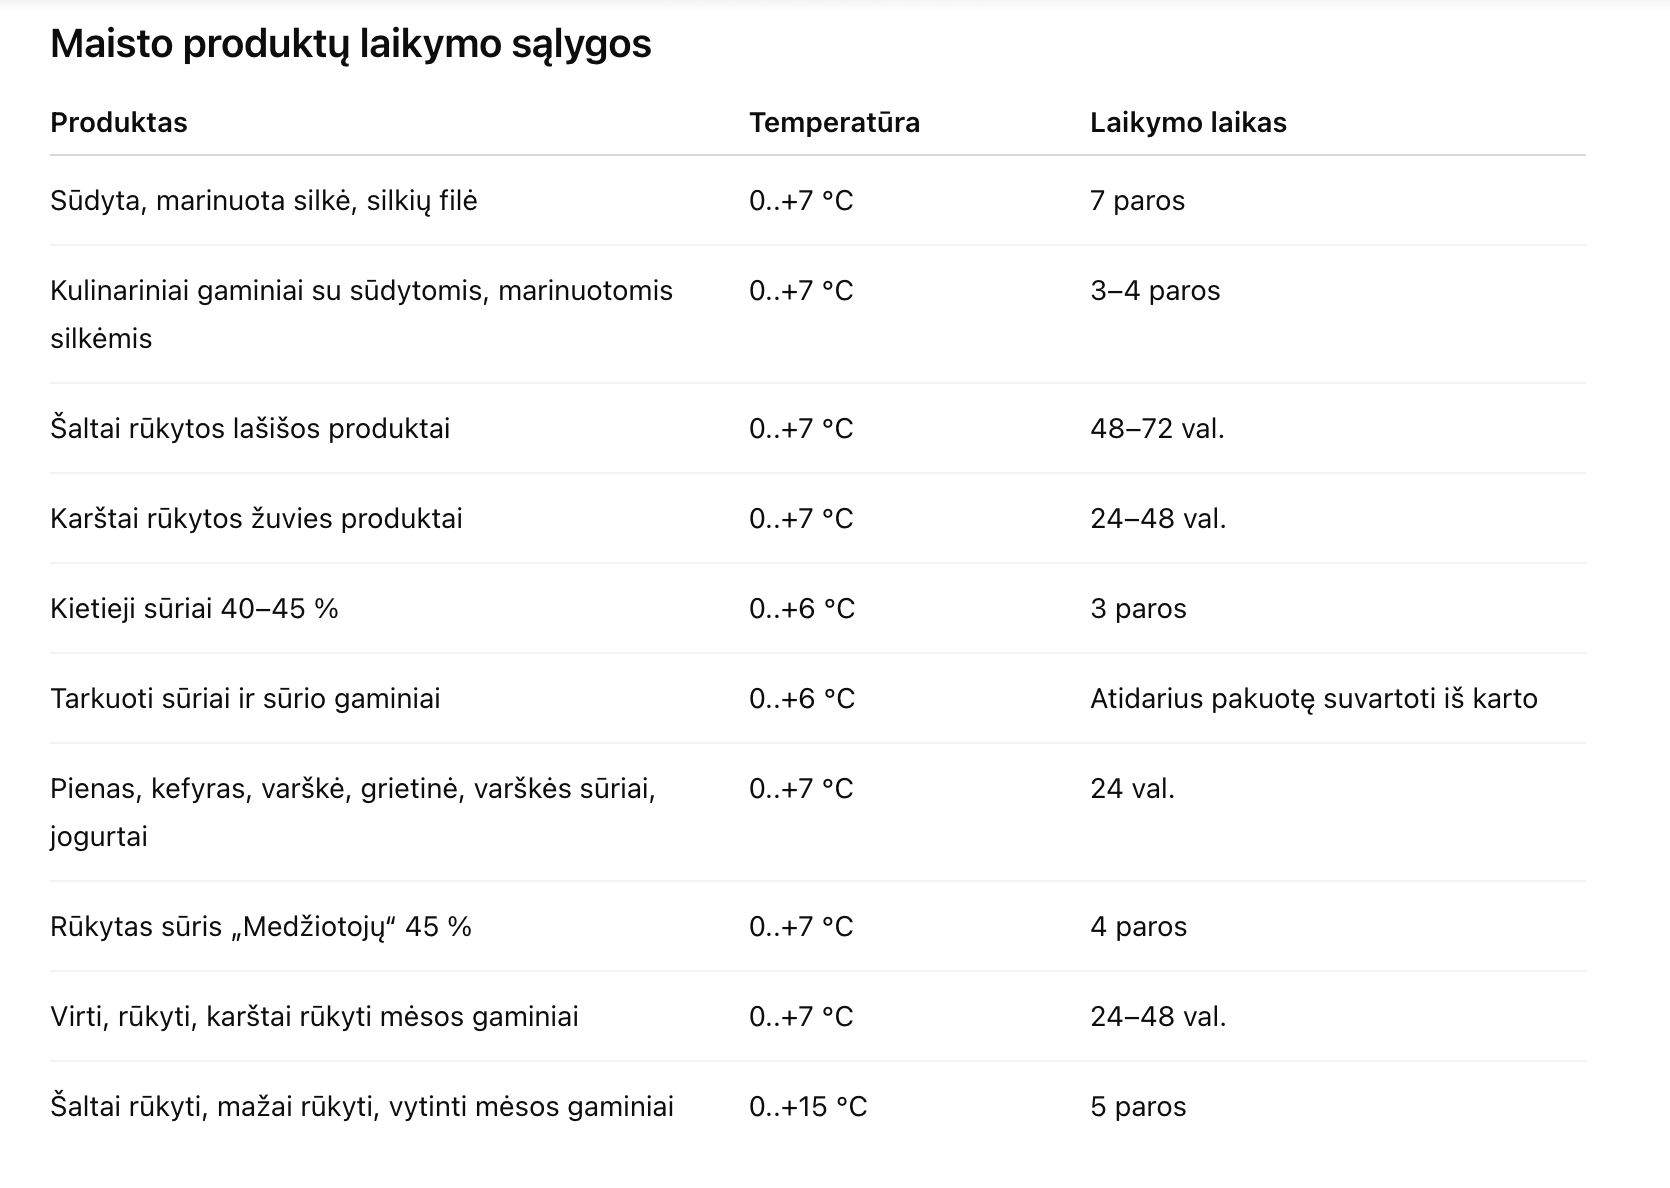 Maisto produktų laikymo sąlygos
Produktas Temperatūra Laikymo laikas
Sūdyta, marinuota silkė, silkių filė 0..+7 °C 7 paros
Kulinariniai gaminiai su sūdytomis, marinuotomis 0..+7 °C 3–4 paros
silkėmis
Šaltai rūkytos lašišos produktai 0..+7 °C 48–72 val.
Karštai rūkytos žuvies produktai 0..+7 °C 24–48 val.
Kietieji sūriai 40–45 % 0..+6 °C 3 paros
Tarkuoti sūriai ir sūrio gaminiai 0..+6 °C Atidarius pakuotę suvartoti iš karto
Pienas, kefyras, varškė, grietinė, varškės sūriai, 0..+7 °C 24 val.
jogurtai
Rūkytas sūris „Medžiotojų“ 45 % 0..+7 °C 4 paros
Virti, rūkyti, karštai rūkyti mėsos gaminiai 0..+7 °C 24–48 val.
Šaltai rūkyti, mažai rūkyti, vytinti mėsos gaminiai 0..+15 °C 5 paros